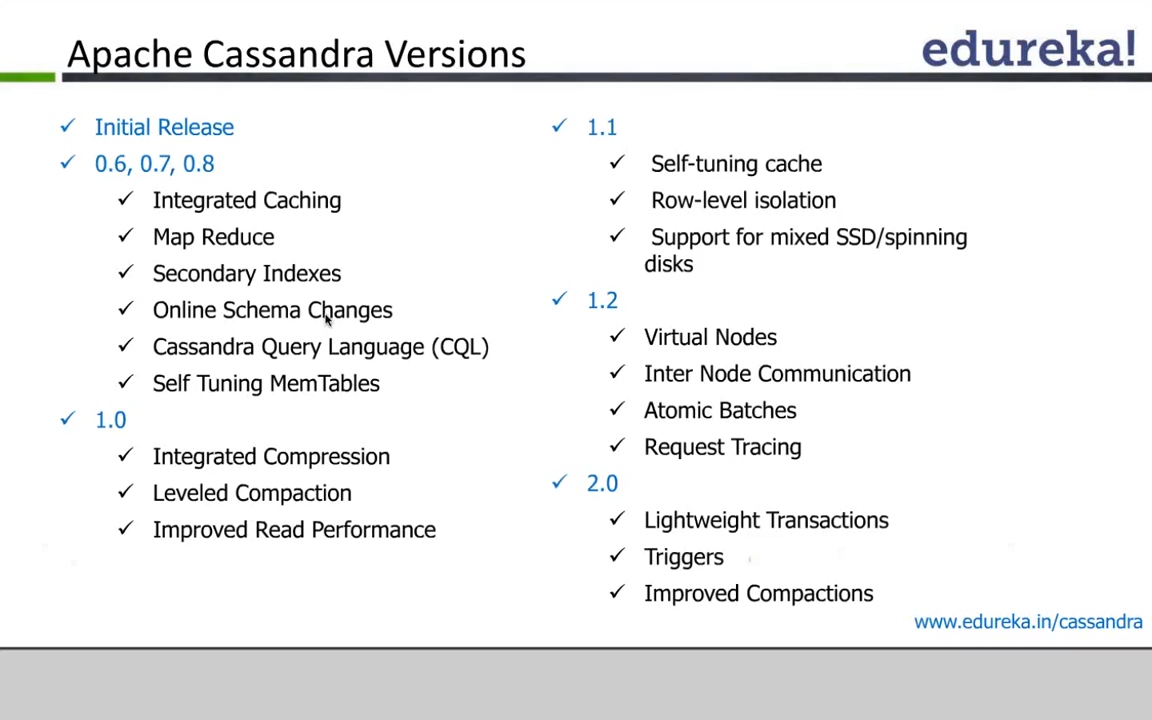 Apache Cassandra Versions
edureka!
Initial Release
0.6, 0.7, 0.8
Integrated Caching
Map Reduce
Secondary Indexes
Online Schema Changes
Cassandra Query Language (CQL)
Self Tuning MemTables
1.0
Integrated Compression
Leveled Compaction
Improved Read Performance
1.1
Self-tuning cache
Row-level isolation
Support for mixed SSD/spinning
disks
1.2
Virtual Nodes
Inter Node Communication
Atomic Batches
Request Tracing
2.0
Lightweight Transactions
Triggers
Improved Compactions
www.edureka.in/cassandra